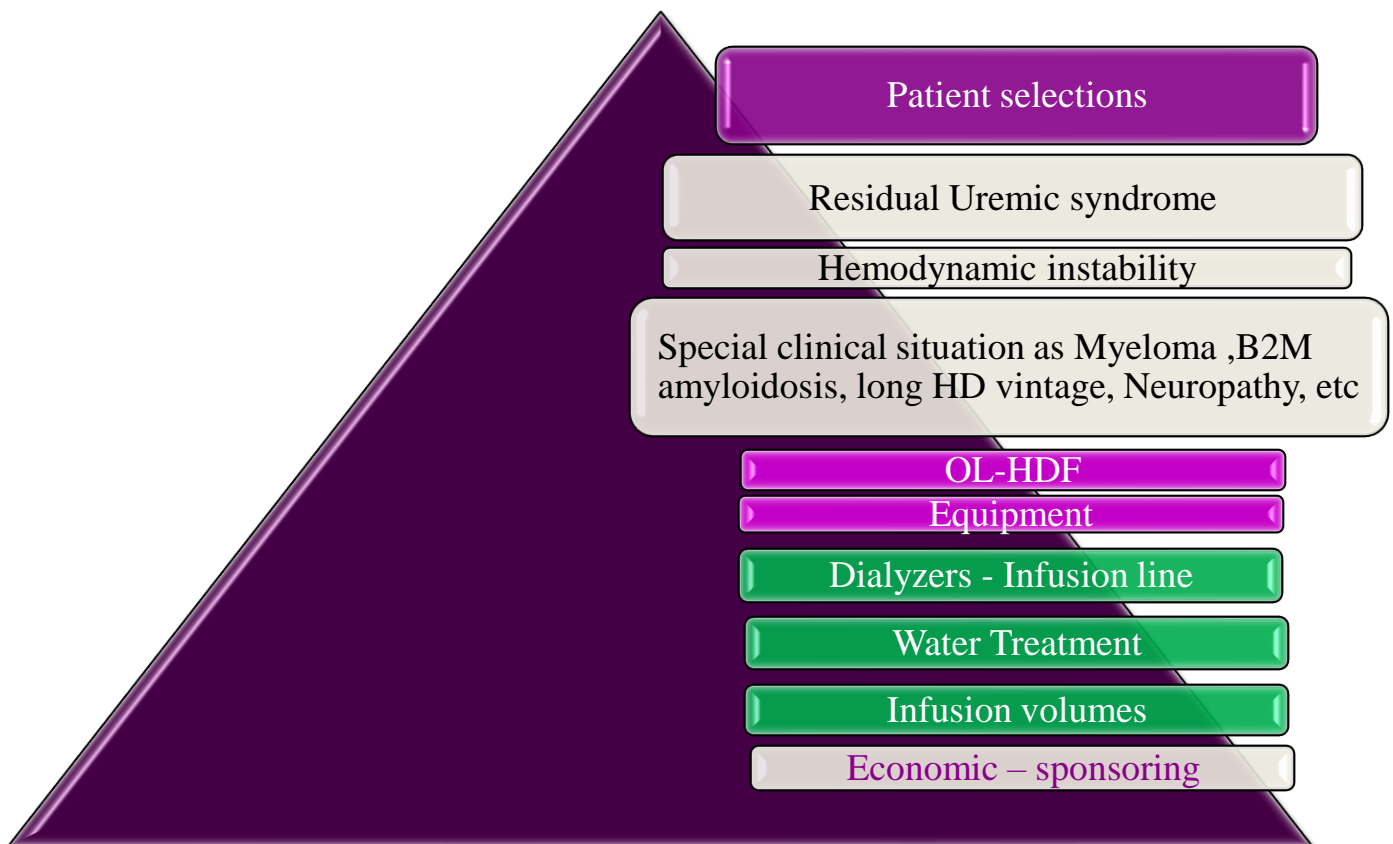 Patient selections
Residual Uremic syndrome
Hemodynamic instability
Special clinical situation as Myeloma ,B2M
amyloidosis, long HD vintage, Neuropathy, etc
OL-HDF
Equipment
Dialyzers - Infusion line
Water Treatment
Infusion volumes
Economic – sponsoring